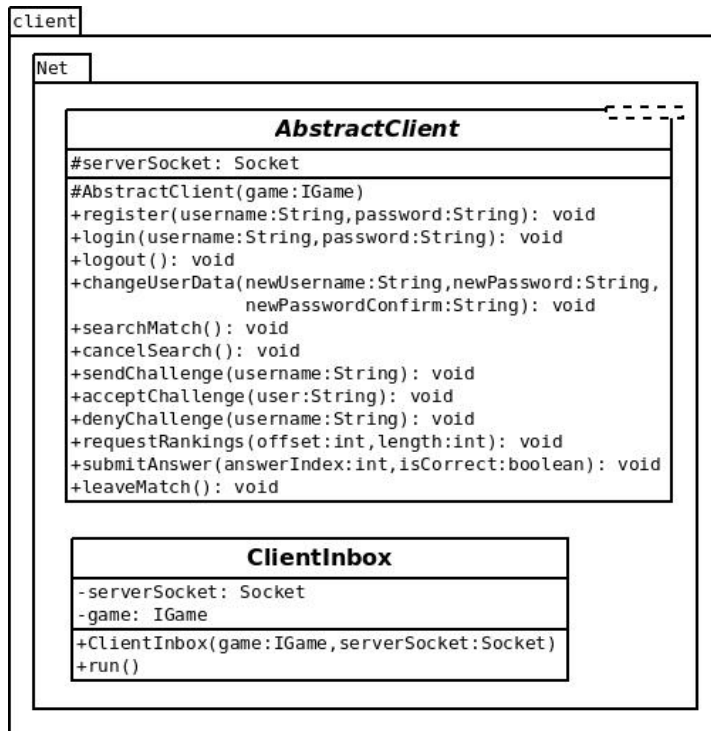 client
Net
AbstractClient
#serverSocket: Socket
#AbstractClient(game:IGame)
+register(username:String,password:String): void
+login(username:String,password:String): void
+logout(): void
+changeUserData(newUsername:String,newPassword:String,
newPasswordConfirm:String): void
+searchMatch(): void
+cancelSearch(): void
+sendChallenge(username:String): void
+acceptChallenge(user:String): void
+denyChallenge(username:String): void
+requestRankings(offset:int,length:int): void
+submitAnswer(answerIndex:int,isCorrect:boolean): void
+leaveMatch(): void
ClientInbox
-serverSocket: Socket
-game: IGame
+ClientInbox(game:IGame,serverSocket:Socket)
+run()